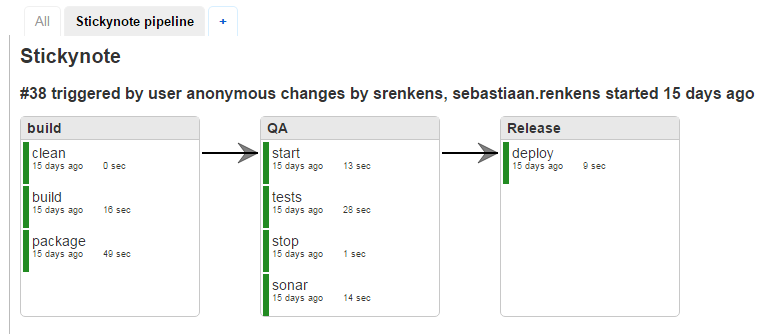 All Stickynote pipeline +
Stickynote
#38 triggered by user anonymous changes by srenkens, sebastiaan.renkens started 15 days ago
build
clean
15 days ago 0 sec
build
15 days ago 16 sec
package
15 days ago 49 sec
QA
start
15 days ago 13 sec
tests
15 days ago 28 sec
stop
15 days ago 1 sec
sonar
15 days ago 14 sec
Release
deploy
15 days ago 9 sec